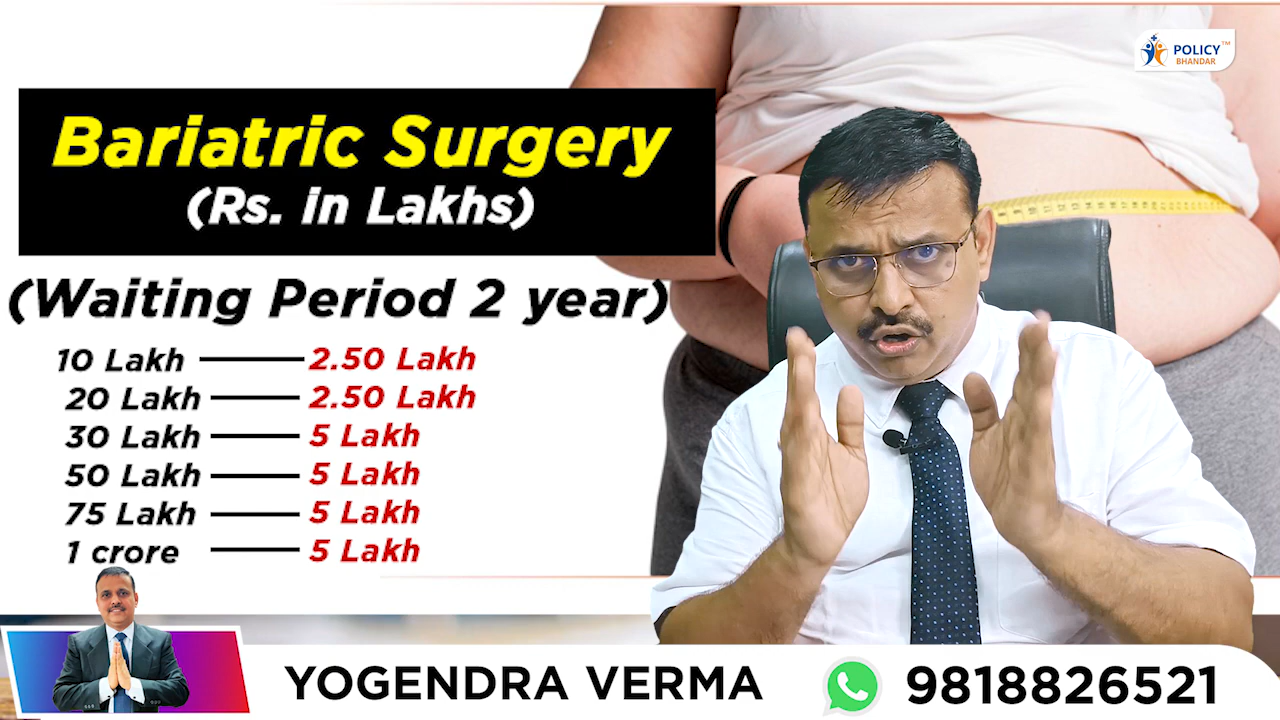 POLICY TM
BHANDAR
Bariatric Surgery
(Rs. in Lakhs)
(Waiting Period 2 year)
10 Lakh 2.50 Lakh
20 Lakh 2.50 Lakh
30 Lakh 5 Lakh
50 Lakh 5 Lakh
75 Lakh 5 Lakh
1 crore 5 Lakh
YOGENDRA VERMA 9818826521